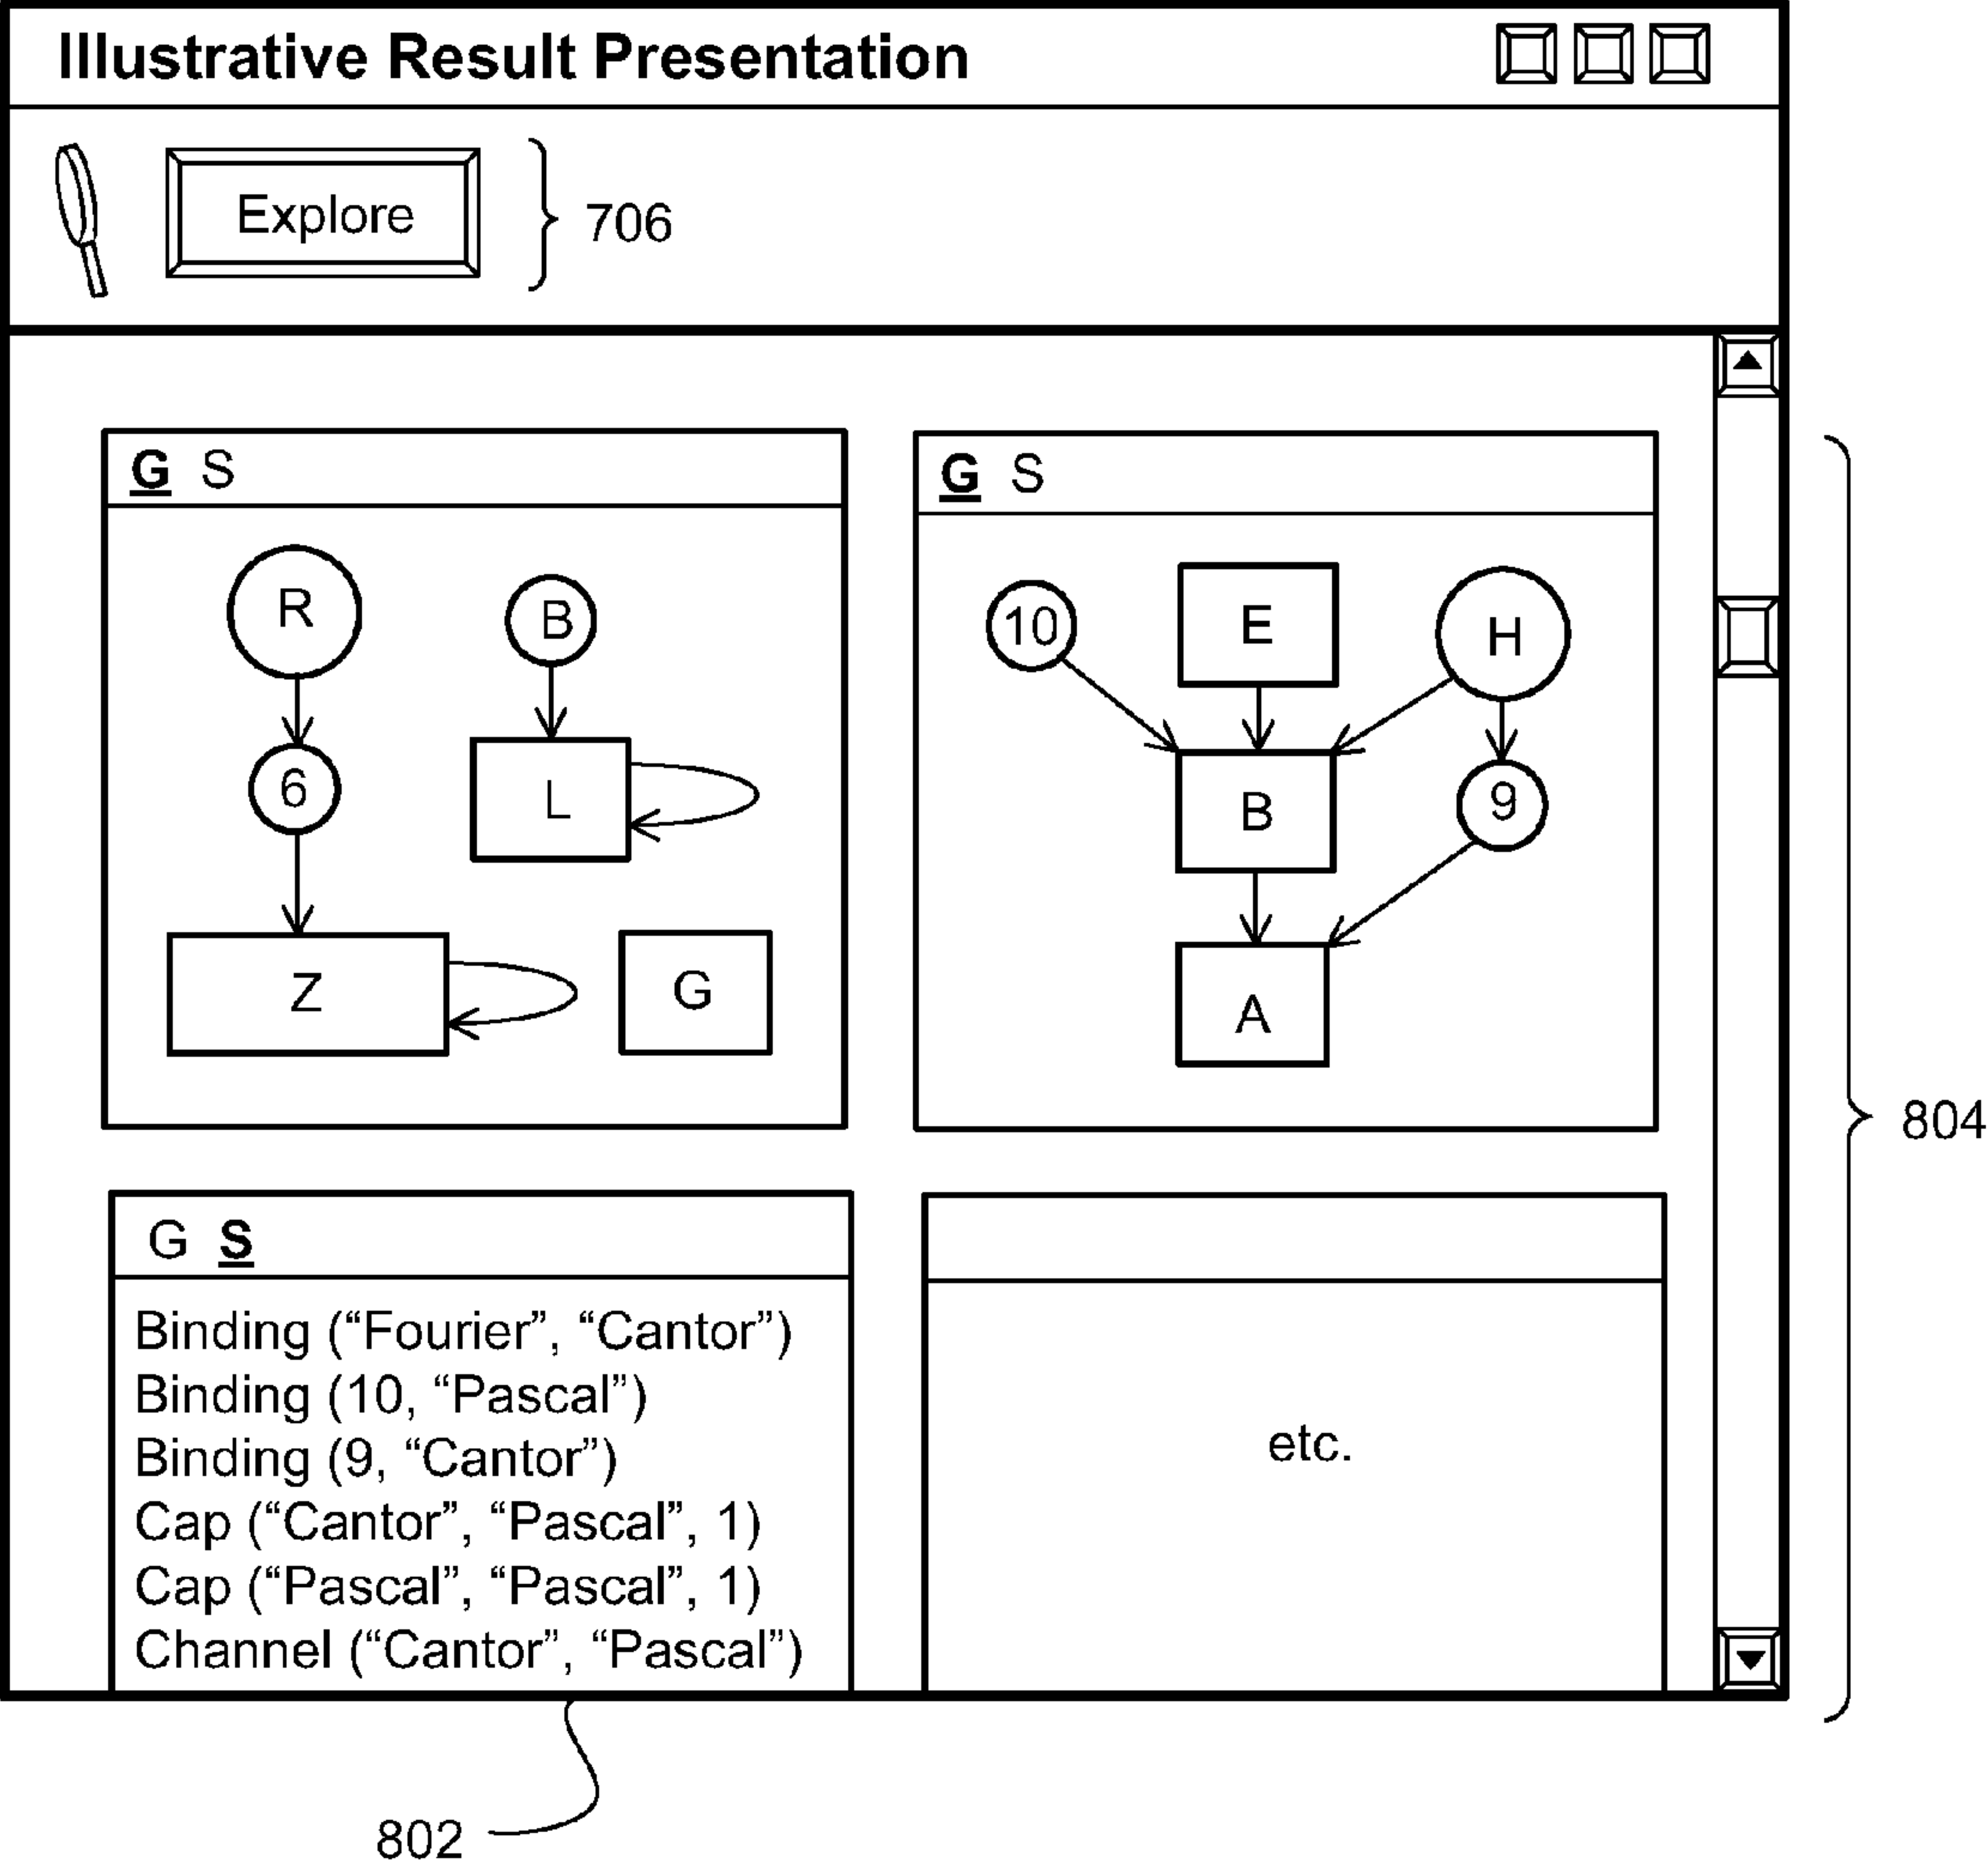 Illustrative Result Presentation
Explore
706
G S
R
B
6
L
Z
G
G S
10
E
H
B
9
A
804
G S
Binding (“Fourier”, “Cantor”)
Binding (10, “Pascal”)
Binding (9, “Cantor”)
Cap (“Cantor”, “Pascal”, 1)
Cap (“Pascal”, “Pascal”, 1)
Channel (“Cantor”, “Pascal”)
etc.
802